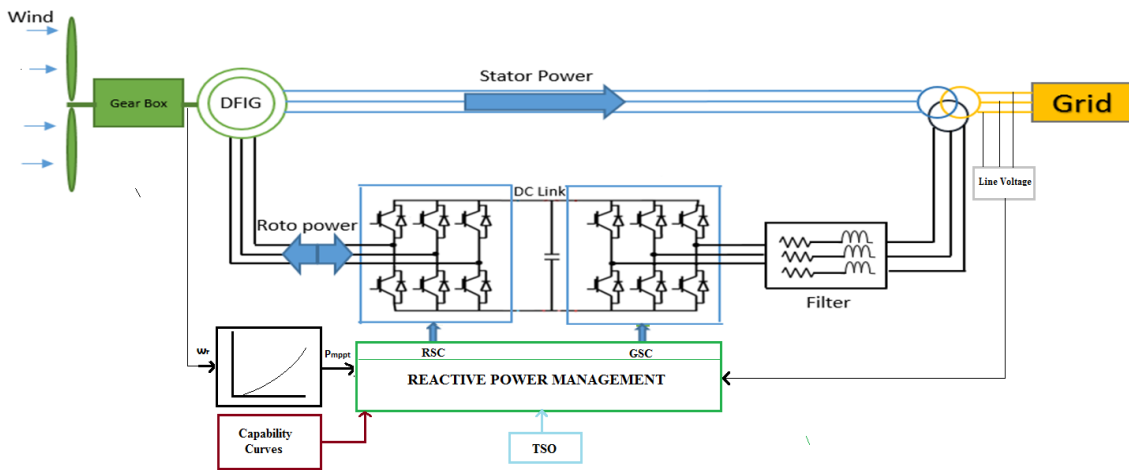 Wind
Gear Box
DFIG
Stator Power
Grid
Line Voltage
DC Link
Roto power
Filter
Wr
Pmppt
RSC
GSC
REACTIVE POWER MANAGEMENT
Capability
Curves
TSO